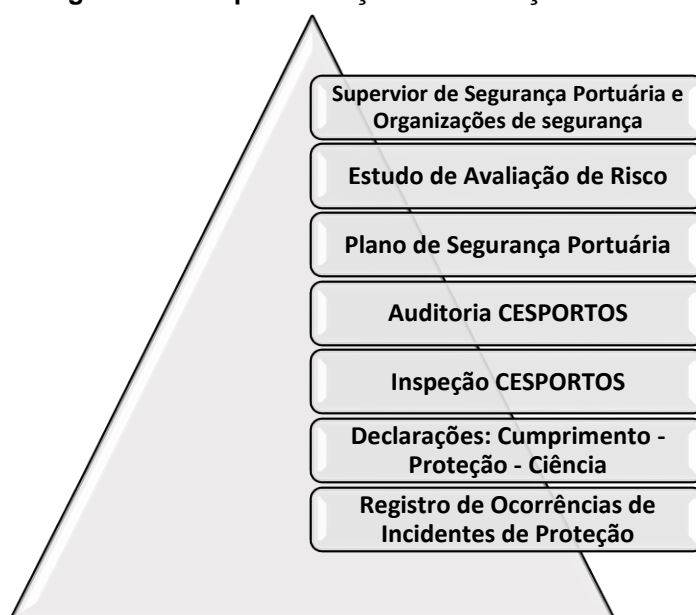 Supervior de Segurança Portuária e
Organizações de segurança
Estudo de Avaliação de Risco
Plano de Segurança Portuária
Auditoria CESPORTOS
Inspeção CESPORTOS
Declarações: Cumprimento -
Proteção - Ciência
Registro de Ocorrências de
Incidentes de Proteção